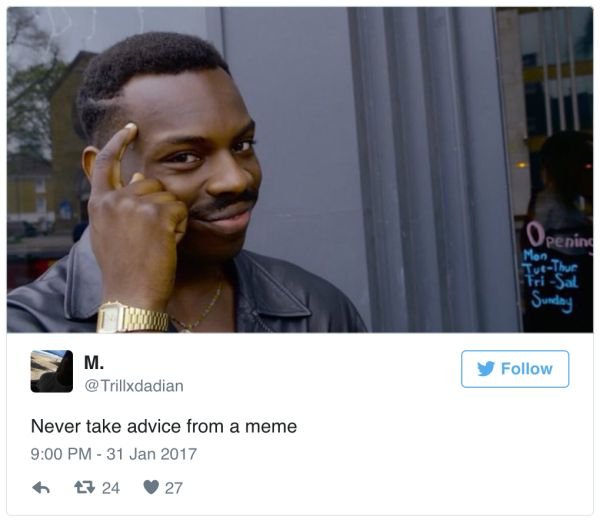 Opening
Mon
Tue-Thur
Fri-Sat
Sunday
M.
@Trillxdadian
Follow
Never take advice from a meme
9:00 PM - 31 Jan 2017
24
27